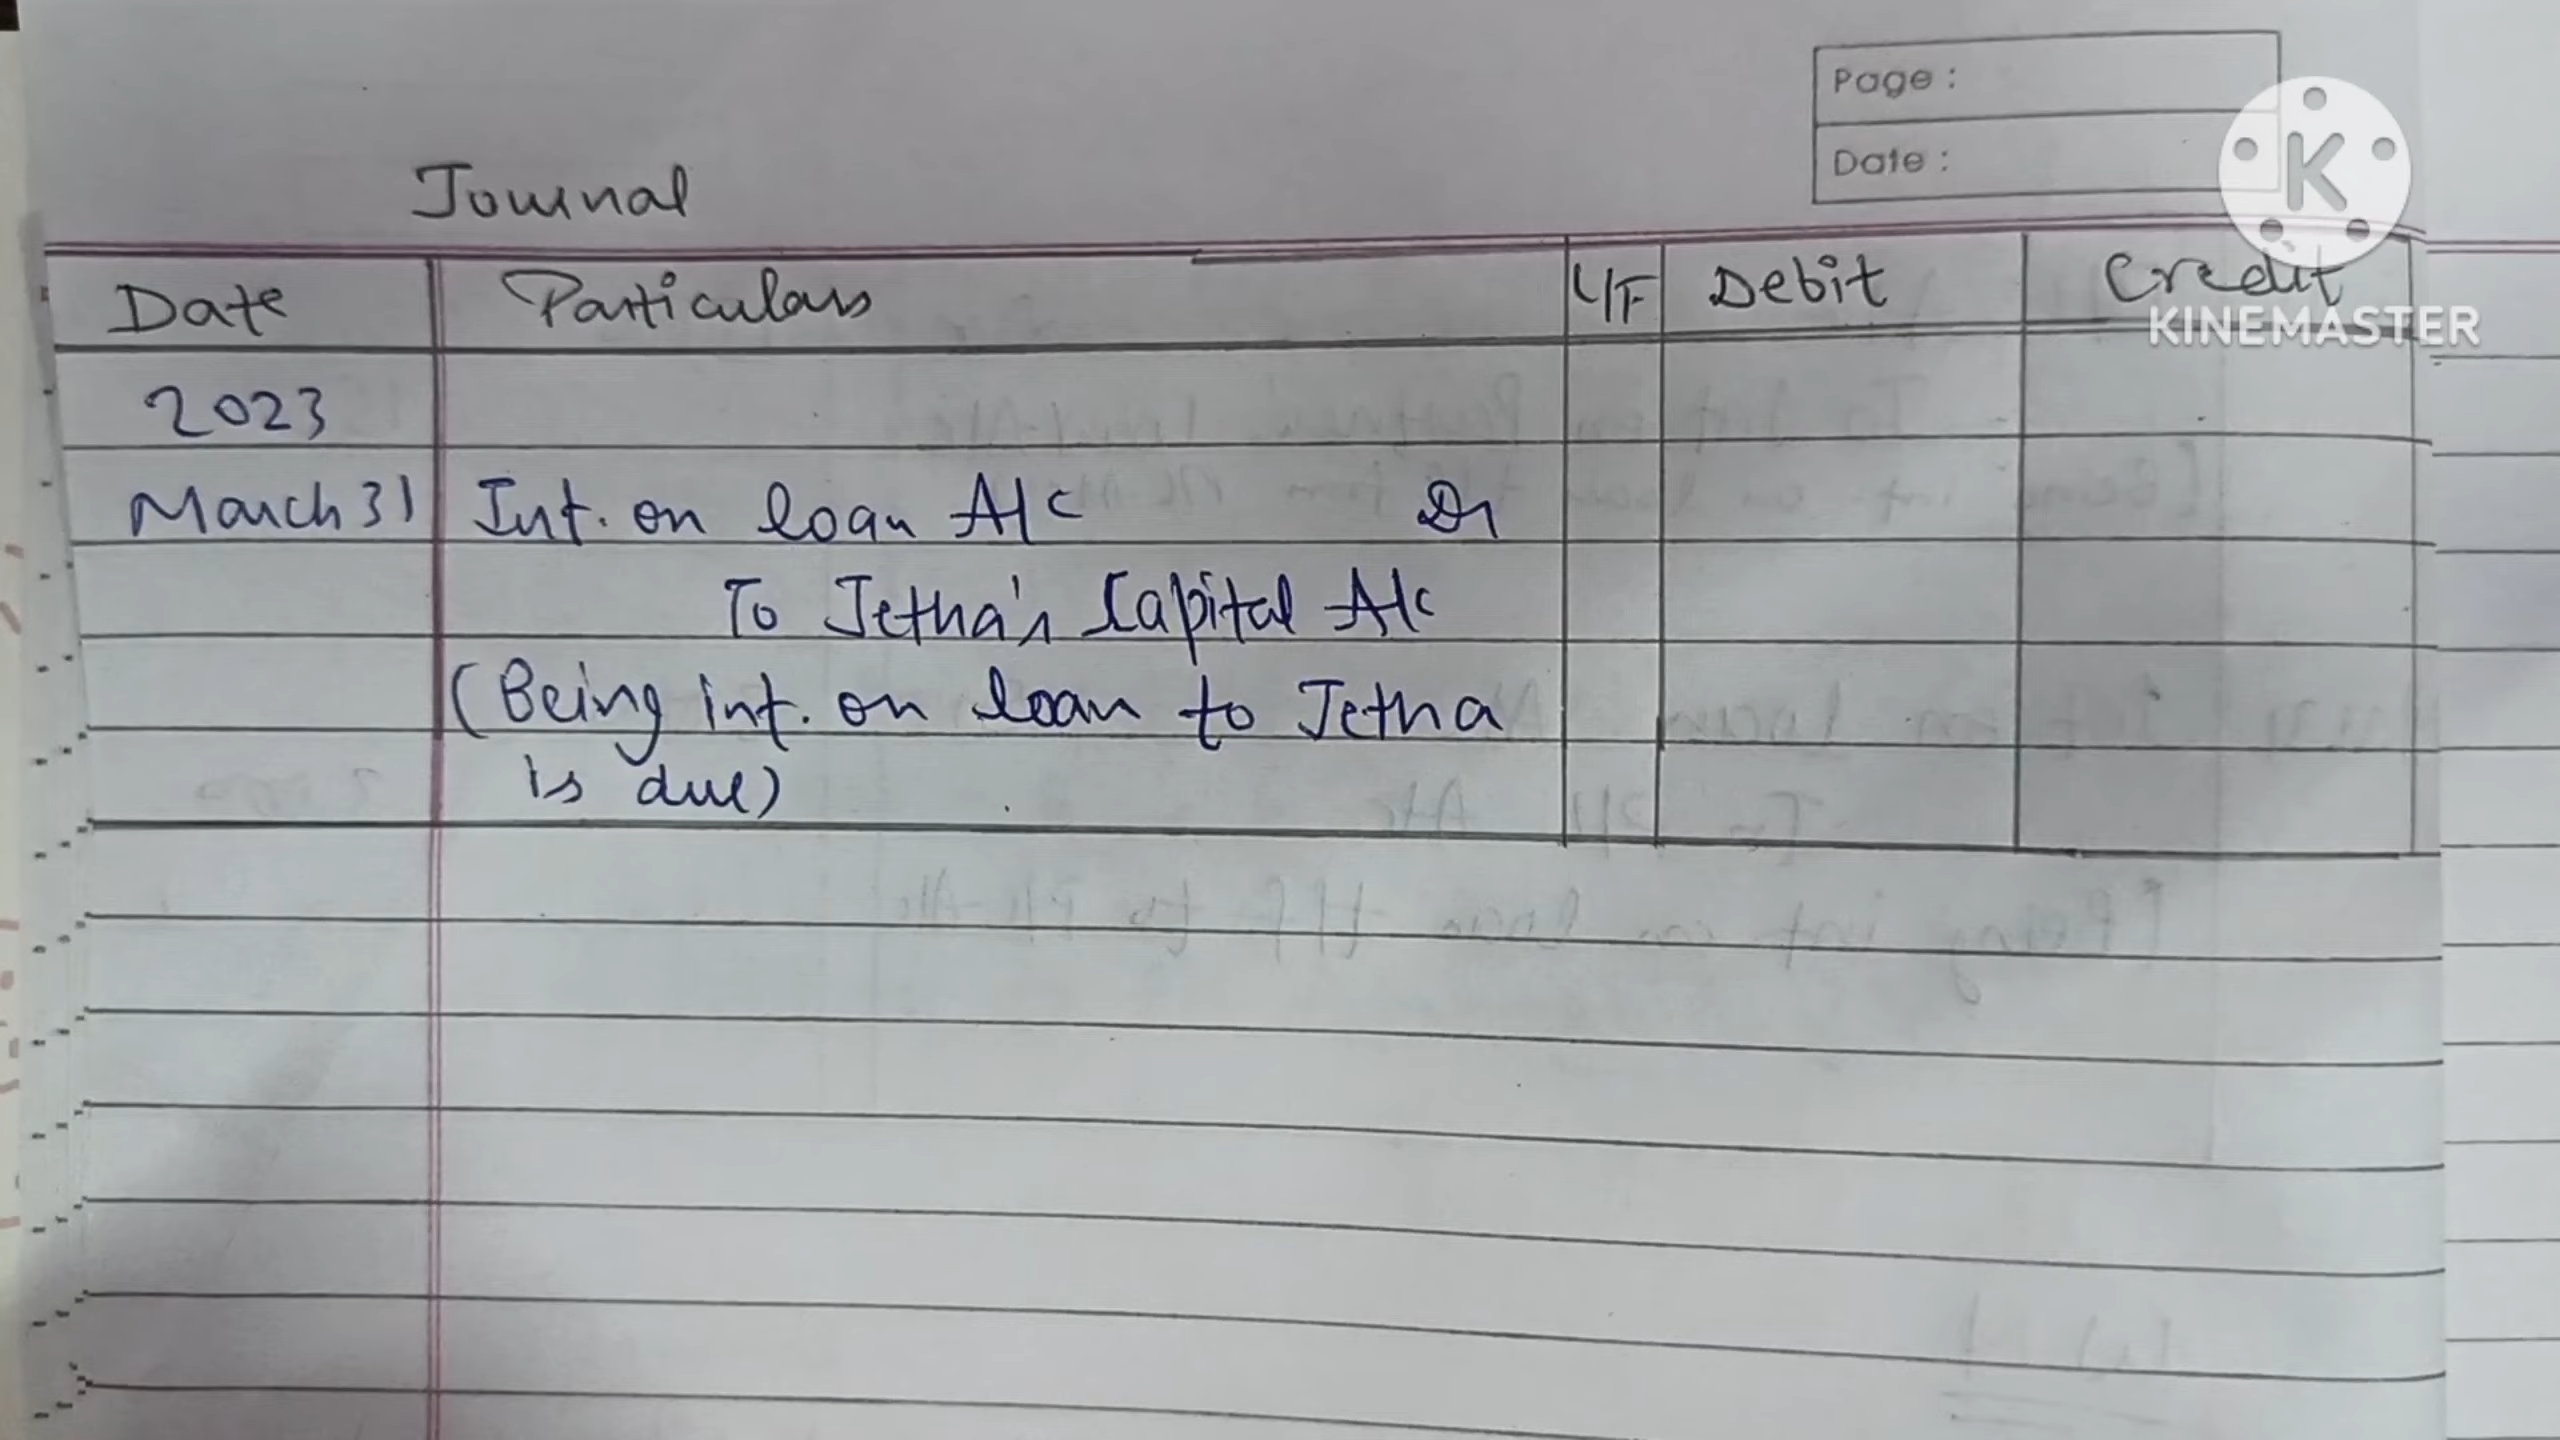 Page :
Date :
K
KINEMASTER
Journal
Date Particulars L/F Debit Credit
2023
March 31 Int. on loan A/c Dr
To Jetha's Capital A/c
(Being int. on loan to Jetha
is due)